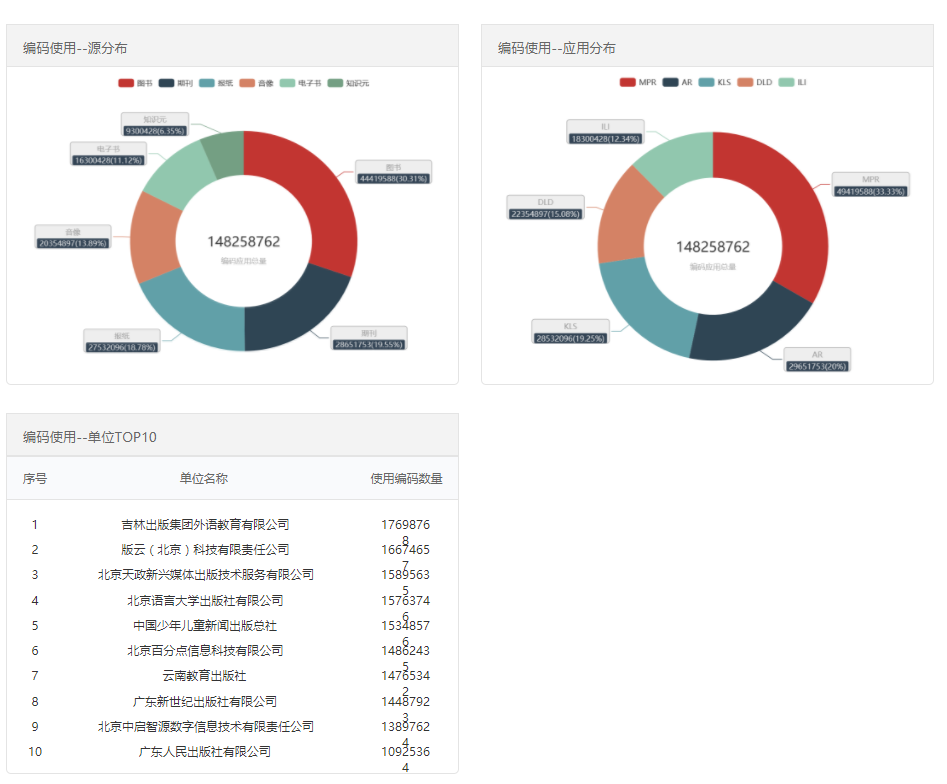 编码使用--源分布
图书 期刊 报纸 音像 电子书 知识元
知识元
9300428(6.35%)
电子书
16300428(11.12%)
图书
44419588(30.31%)
音像
20354897(13.89%)
148258762
编码应用总量
报纸
27532096(18.78%)
期刊
28651753(19.55%)
编码使用--应用分布
MPR AR KLS DLD ILI
ILI
18300428(12.34%)
MPR
49419588(33.33%)
DLD
22354897(15.08%)
148258762
编码应用总量
KLS
28532096(19.25%)
AR
29651753(20%)
编码使用--单位TOP10
序号 单位名称 使用编码数量
1 吉林出版集团外语教育有限公司 1769876
8
2 版云（北京）科技有限责任公司 1667465
7
3 北京天政新兴媒体出版技术服务有限公司 1589563
5
4 北京语言大学出版社有限公司 1576374
6
5 中国少年儿童新闻出版总社 1534857
6
6 北京百分点信息科技有限公司 1486243
5
7 云南教育出版社 1476534
2
8 广东新世纪出版社有限公司 1448792
3
9 北京中启智源数字信息技术有限责任公司 1389762
4
10 广东人民出版社有限公司 1092536
4